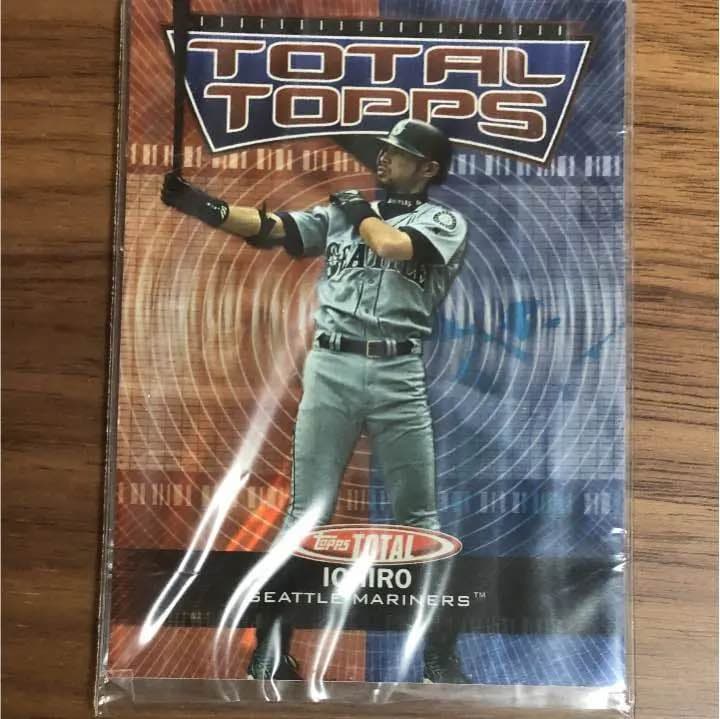 TOTAL
TOPPS
SEATTLE
Topps TOTAL
ICHIRO
SEATTLE MARINERS™